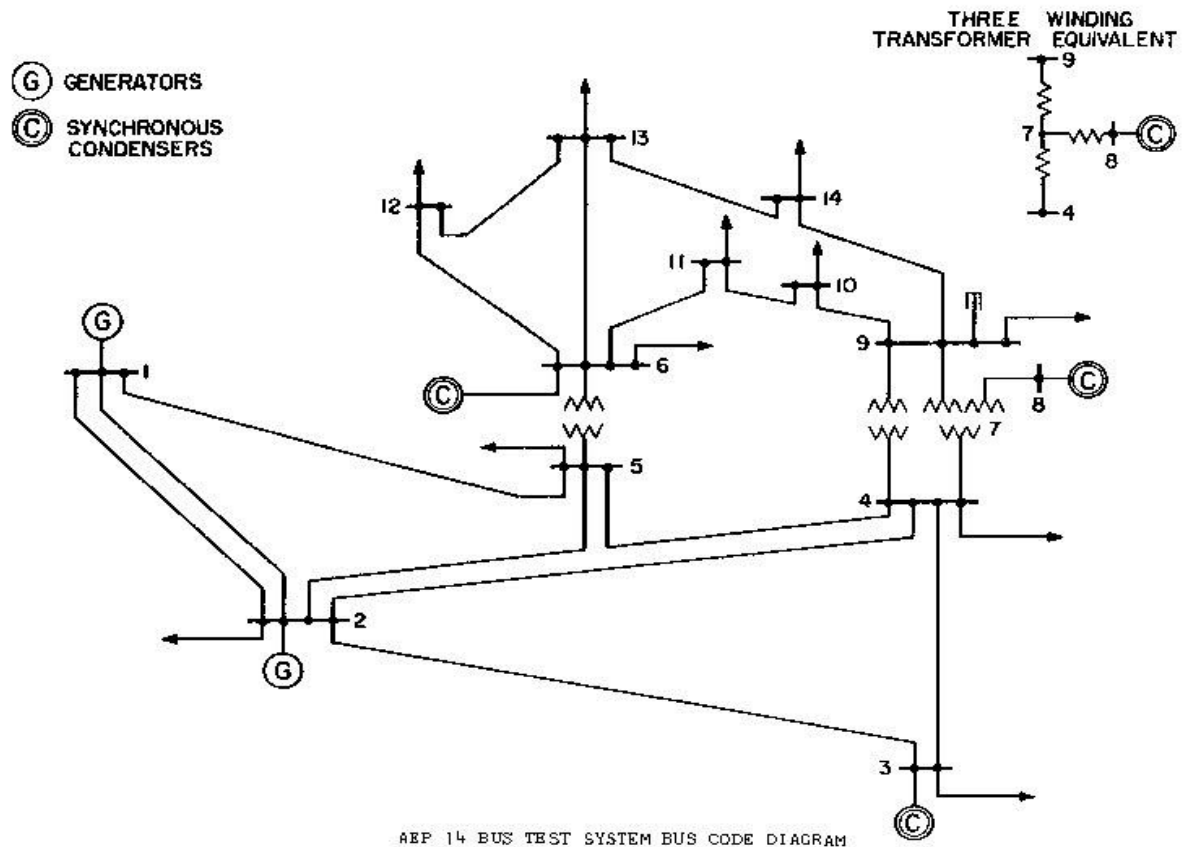 THREE WINDING
TRANSFORMER EQUIVALENT
9
7
C
8
4
G GENERATORS
C SYNCHRONOUS
CONDENSERS
13
12
14
11
10
G
1
9
6
C
8
C
7
5
4
2
G
3
C
AEP 14 BUS TEST SYSTEM BUS CODE DIAGRAM